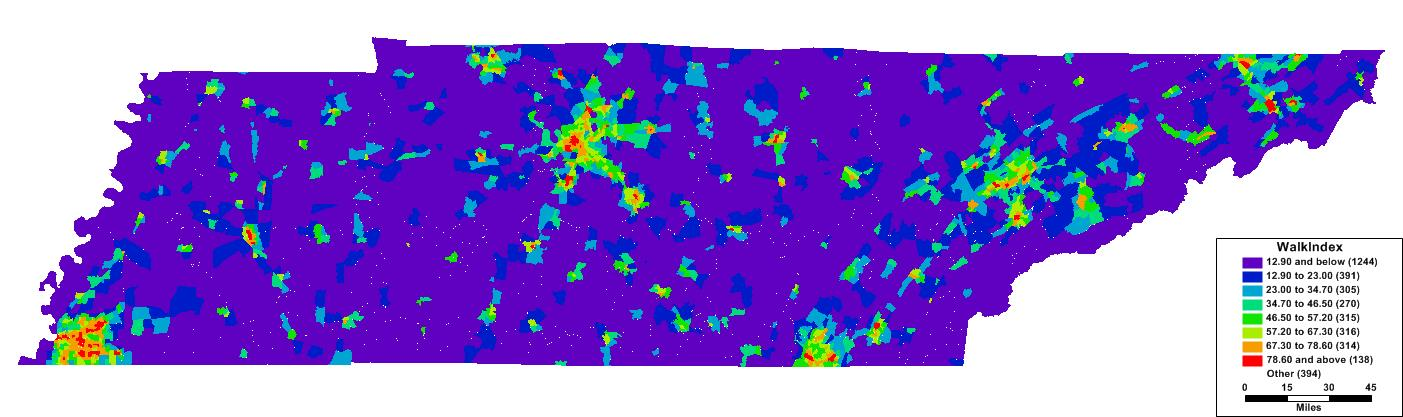 WalkIndex
12.90 and below (1244)
12.90 to 23.00 (391)
23.00 to 34.70 (305)
34.70 to 46.50 (270)
46.50 to 57.20 (315)
57.20 to 67.30 (316)
67.30 to 78.60 (314)
78.60 and above (138)
Other (394)
0 15 30 45
Miles